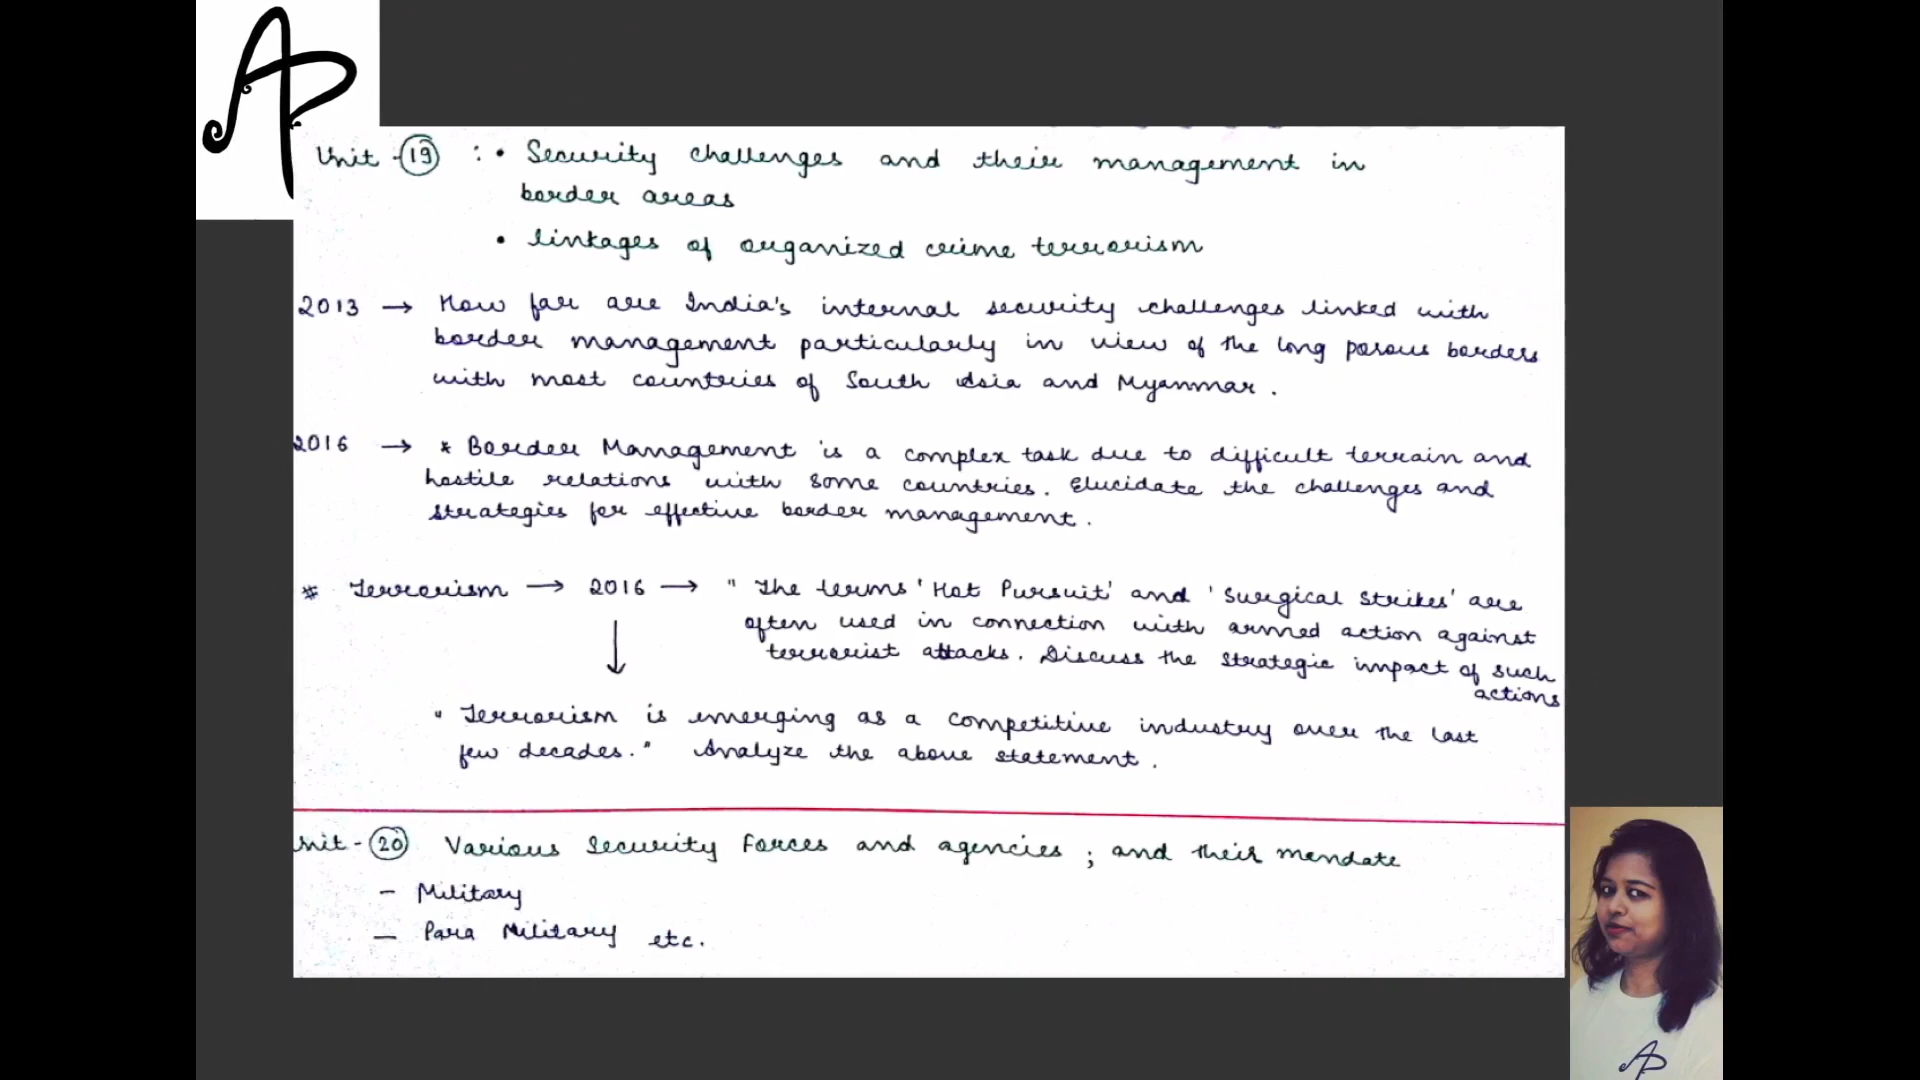 AP
Unit - 19 : • Security challenges and their management in
border areas
• linkages of organized crime terrorism
2013 → How far are India's internal security challenges linked with
border management particularly in view of the long porous borders
with most countries of South Asia and Myanmar.
2016 → * Border Management is a complex task due to difficult terrain and
hostile relations with some countries. Elucidate the challenges and
strategies for effective border management.
* Terrorism → 2016 → " The terms 'Hot Pursuit' and 'Surgical Strikes' are
often used in connection with armed action against
terrorist attacks. Discuss the strategic impact of such
actions
" Terrorism is emerging as a competitive industry over the last
few decades." Analyze the above statement.
Unit - 20 Various Security Forces and agencies ; and their mandate
- Military
- Para Military etc.
AP